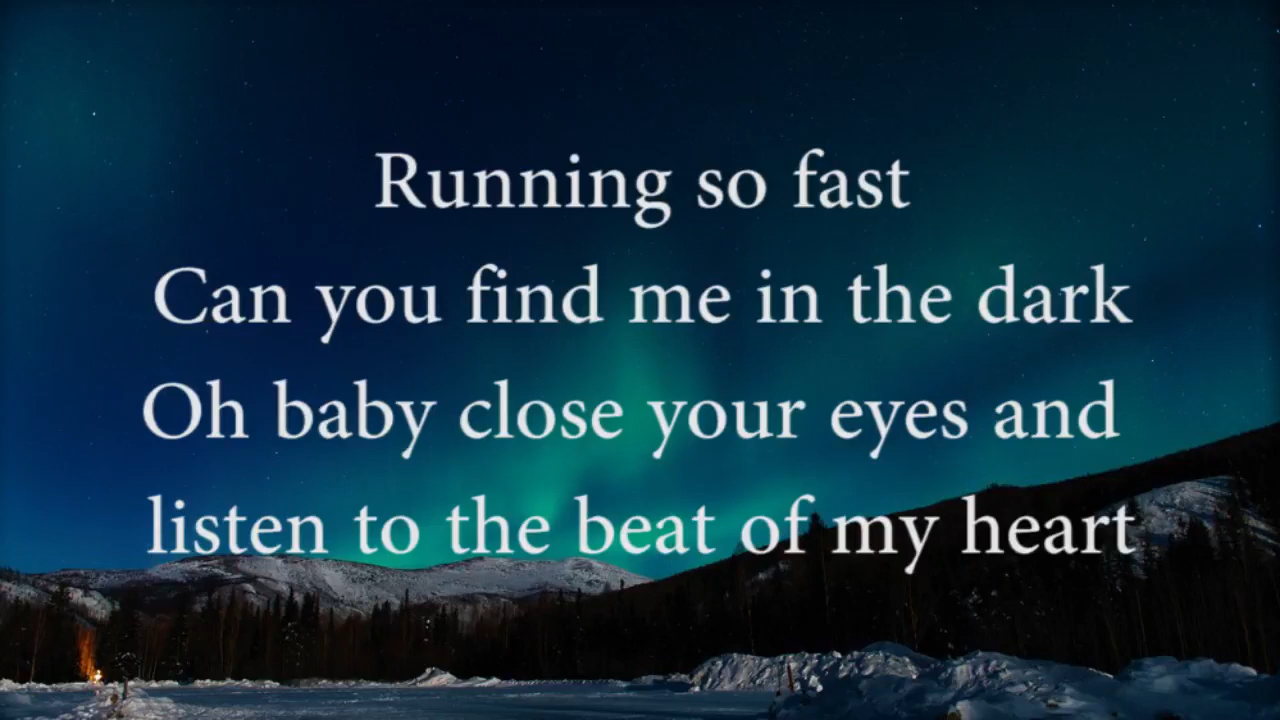 Running so fast
Can you find me in the dark
Oh baby close your eyes and
listen to the beat of my heart